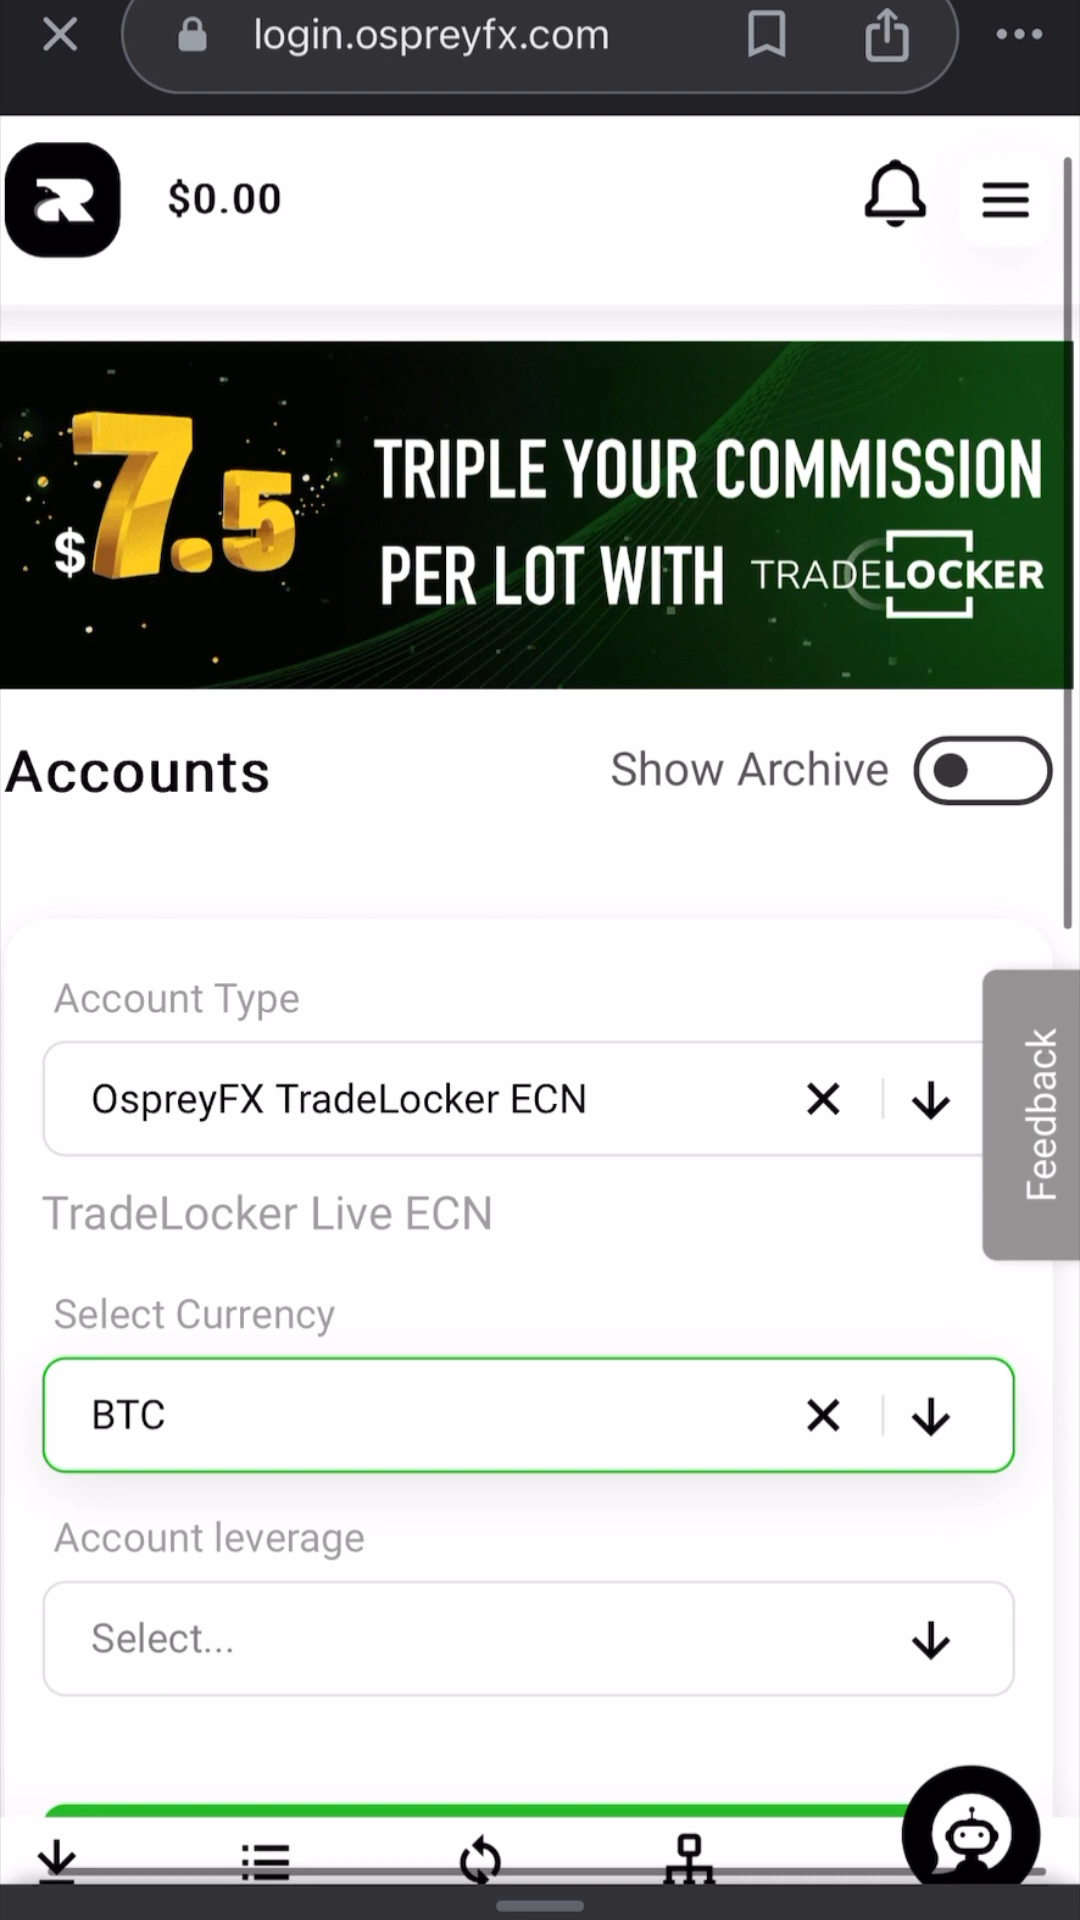 login.ospreyfx.com
$0.00
$7.5
TRIPLE YOUR COMMISSION
PER LOT WITH TRADELOCKER
Accounts
Show Archive
Account Type
OspreyFX TradeLocker ECN
Feedback
TradeLocker Live ECN
Select Currency
BTC
Account leverage
Select...